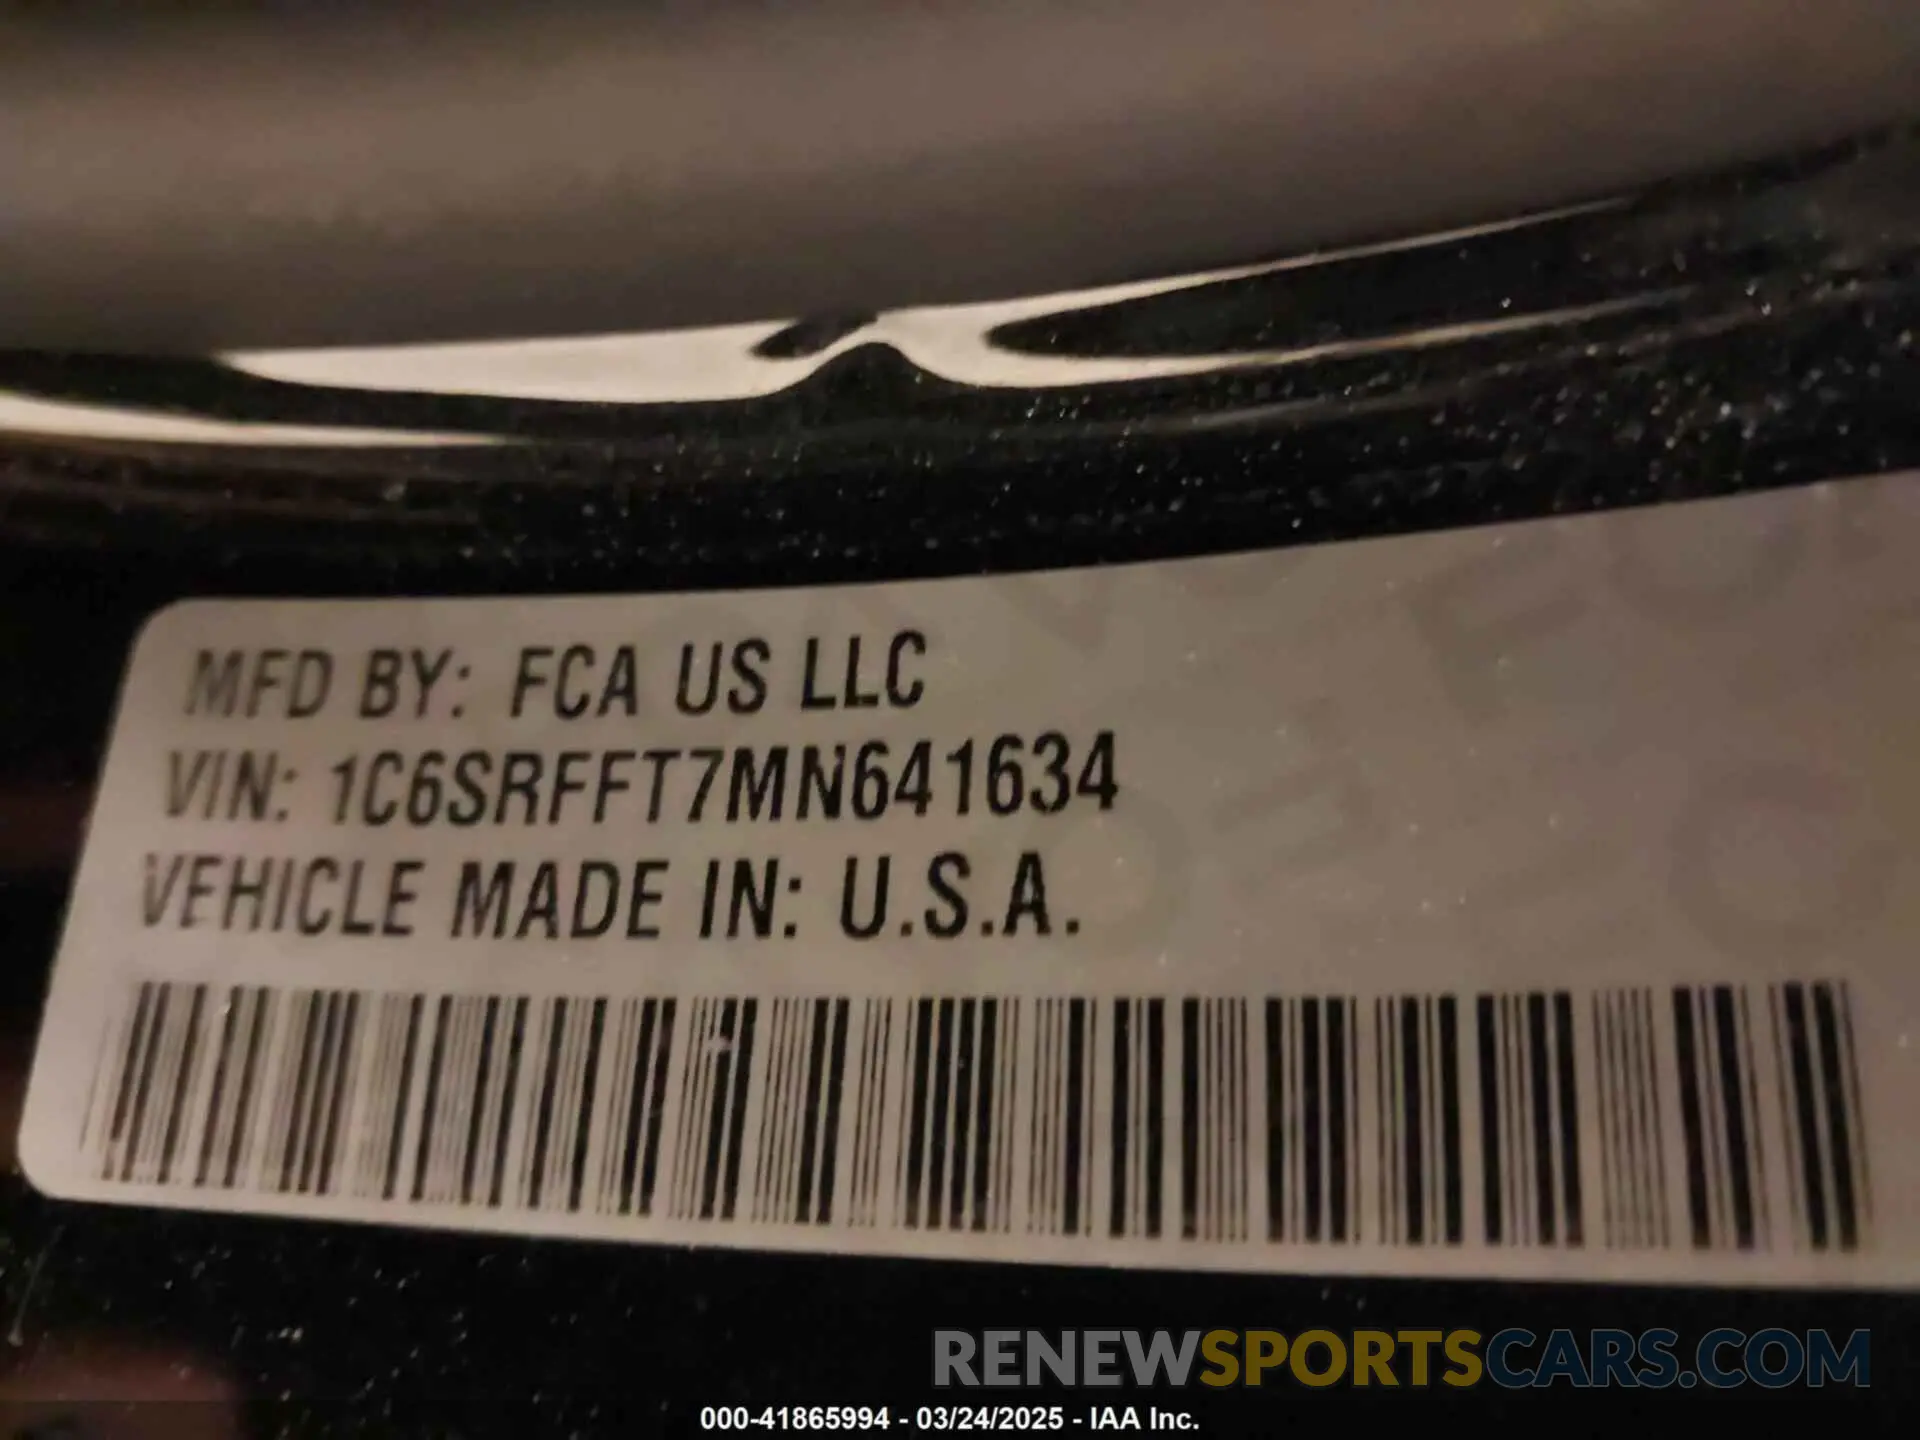 MFD BY: FCA US LLC
VIN: 1C6SRFFT7MN641634
VEHICLE MADE IN: U.S.A.
RENEWSPORTSCARS.COM
000-41865994 - 03/24/2025 - IAA Inc.